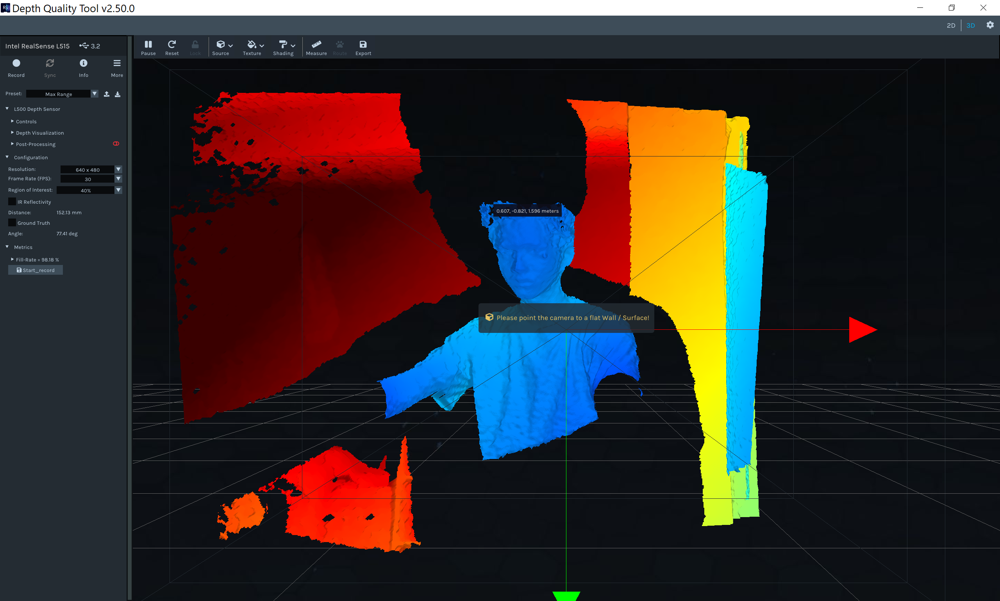 RS Depth Quality Tool v2.50.0
2D 3D
Intel RealSense L515 3.2
Pause Reset Lock Source Texture Shading Measure Route Export
Record Sync Info More
Preset: Max Range
L500 Depth Sensor
Controls
Depth Visualization
Post-Processing
Configuration
Resolution: 640 x 480
Frame Rate (FPS): 30
Region of Interest: 40%
IR Reflectivity
Distance: 152.13 mm
Ground Truth
Angle: 77.41 deg
Metrics
Fill-Rate = 98.18 %
Start_record
0.607, -0.821, 1.596 meters
Please point the camera to a flat Wall / Surface!